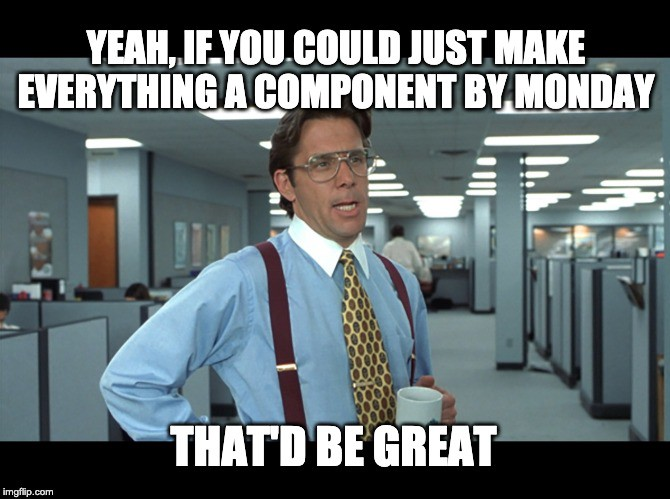 YEAH, IF YOU COULD JUST MAKE
EVERYTHING A COMPONENT BY MONDAY
THAT'D BE GREAT
imgflip.com